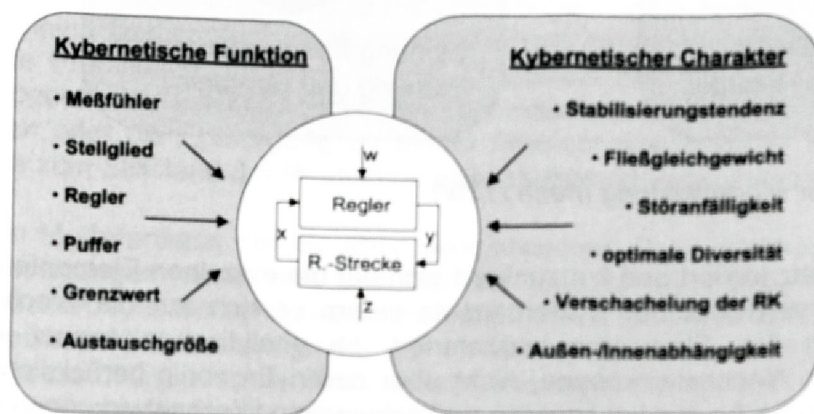 Kybernetische Funktion
• Meßfühler
• Stellglied
• Regler
• Puffer
• Grenzwert
• Austauschgröße
w
Regler
x
y
R.-Strecke
z
Kybernetischer Charakter
• Stabilisierungstendenz
• Fließgleichgewicht
• Störanfälligkeit
• optimale Diversität
• Verschachelung der RK
• Außen-/Innenabhängigkeit